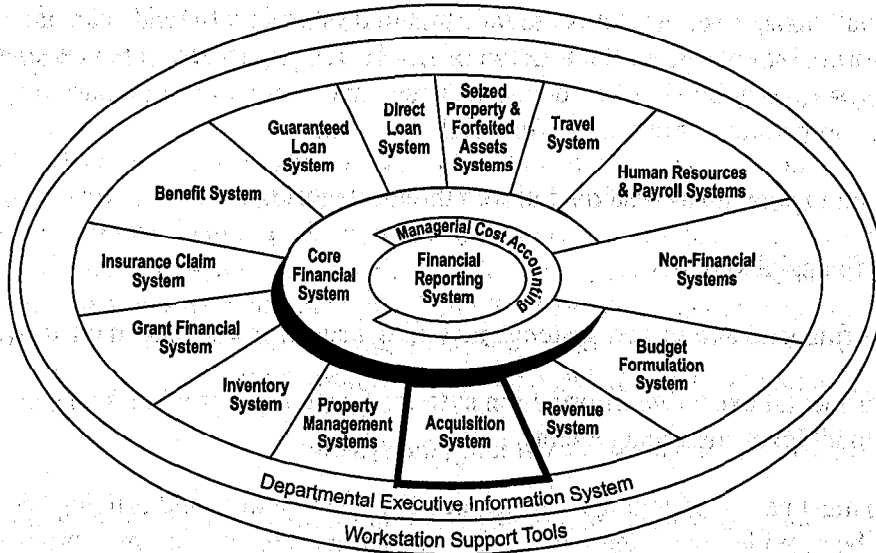 Seized
Property &
Forfeited
Assets
Systems
Direct
Loan
System
Travel
System
Guaranteed
Loan
System
Human Resources
& Payroll Systems
Benefit System
Managerial Cost Accounting
Core
Financial
System
Financial
Reporting
System
Non-Financial
Systems
Insurance Claim
System
Grant Financial
System
Budget
Formulation
System
Inventory
System
Property
Management
Systems
Acquisition
System
Revenue
System
Departmental Executive Information System
Workstation Support Tools